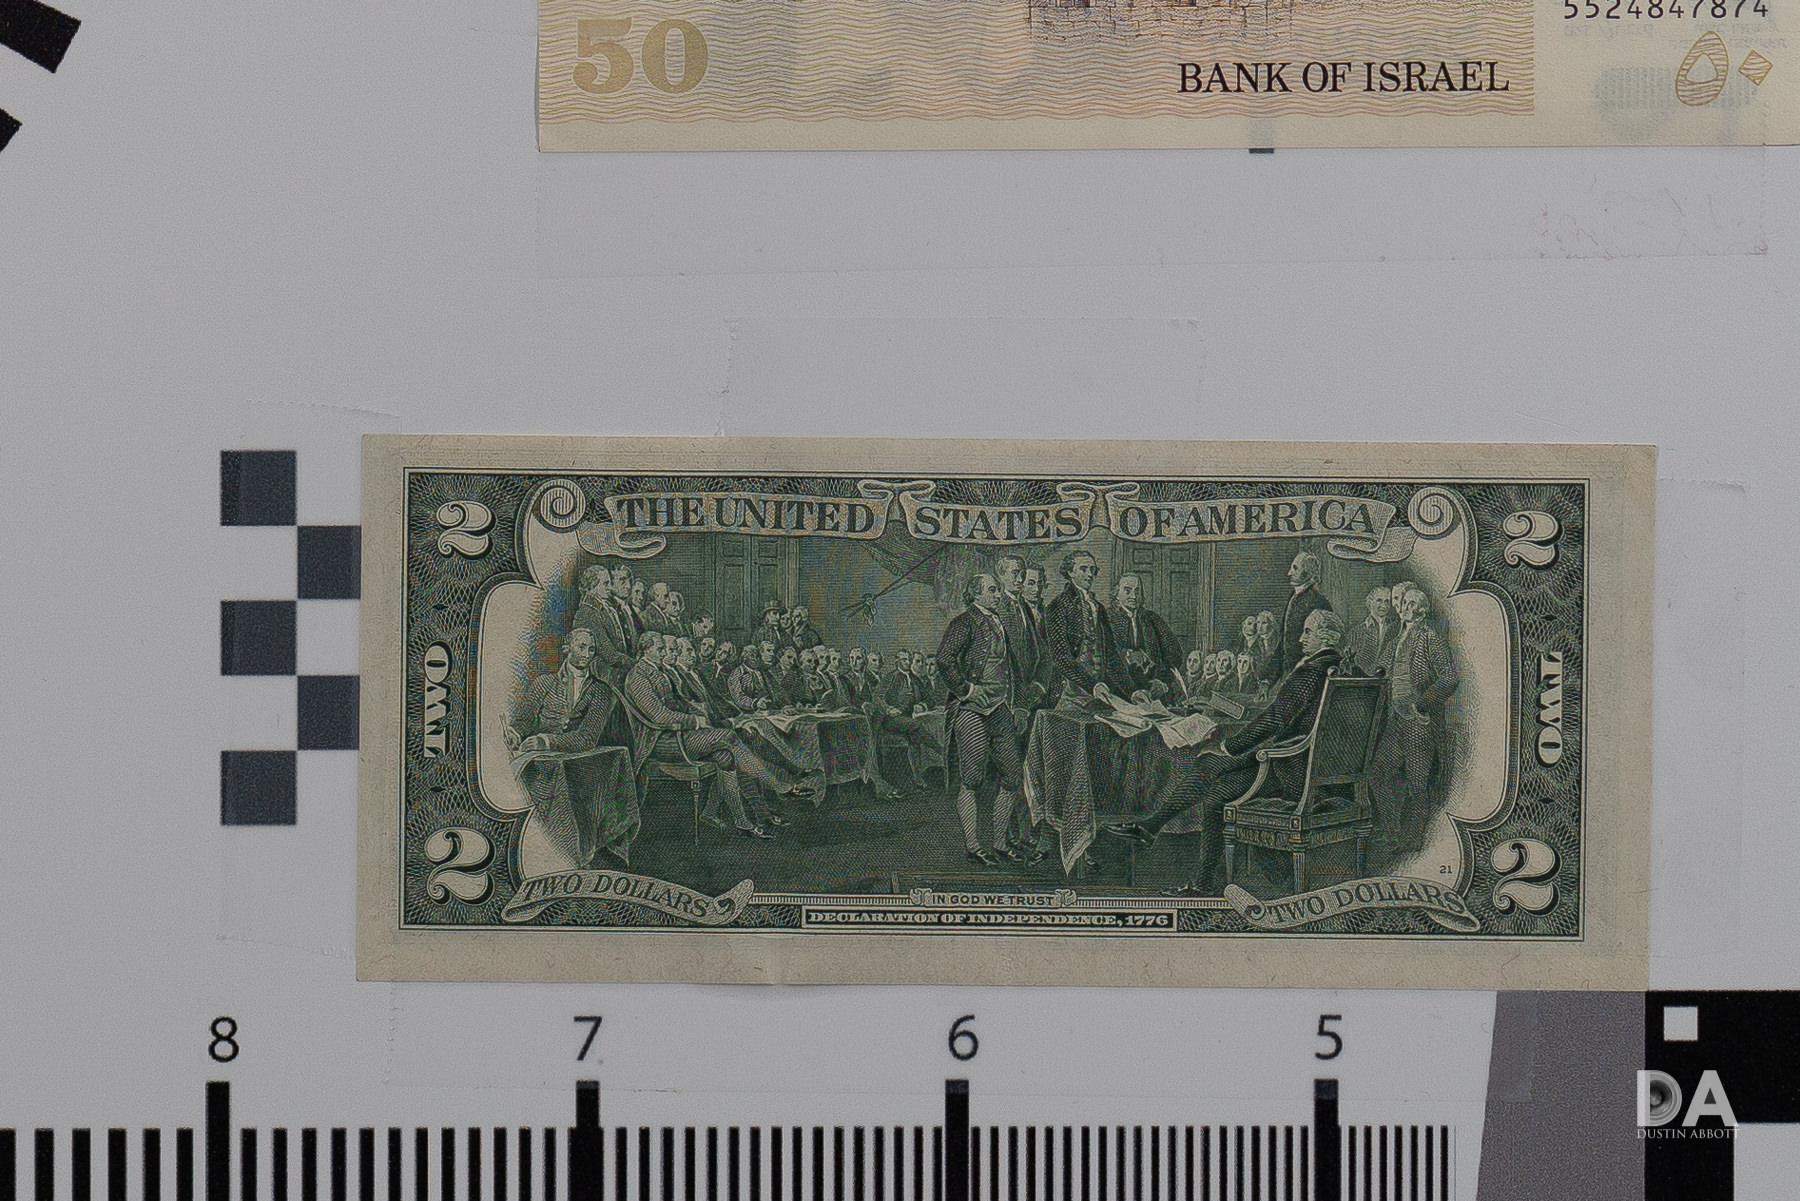 5524847874
50
BANK OF ISRAEL
2 THE UNITED STATES OF AMERICA 2
TWO
TWO
2 TWO DOLLARS
IN GOD WE TRUST
DECLARATION OF INDEPENDENCE, 1776
21
TWO DOLLARS 2
8 7 6 5
DA
DUSTIN ABBOTT